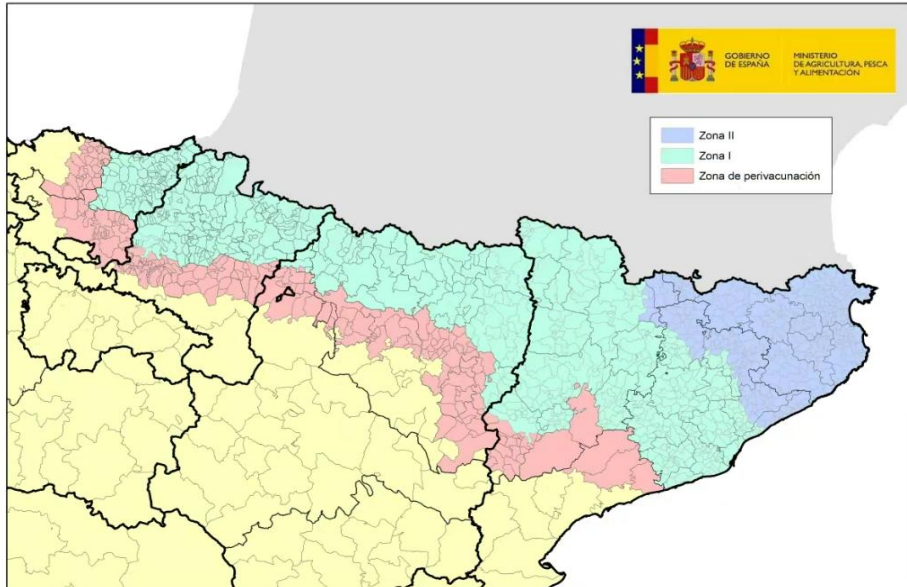 GOBIERNO
DE ESPAÑA
MINISTERIO
DE AGRICULTURA, PESCA
Y ALIMENTACIÓN
Zona II
Zona I
Zona de perivacunación